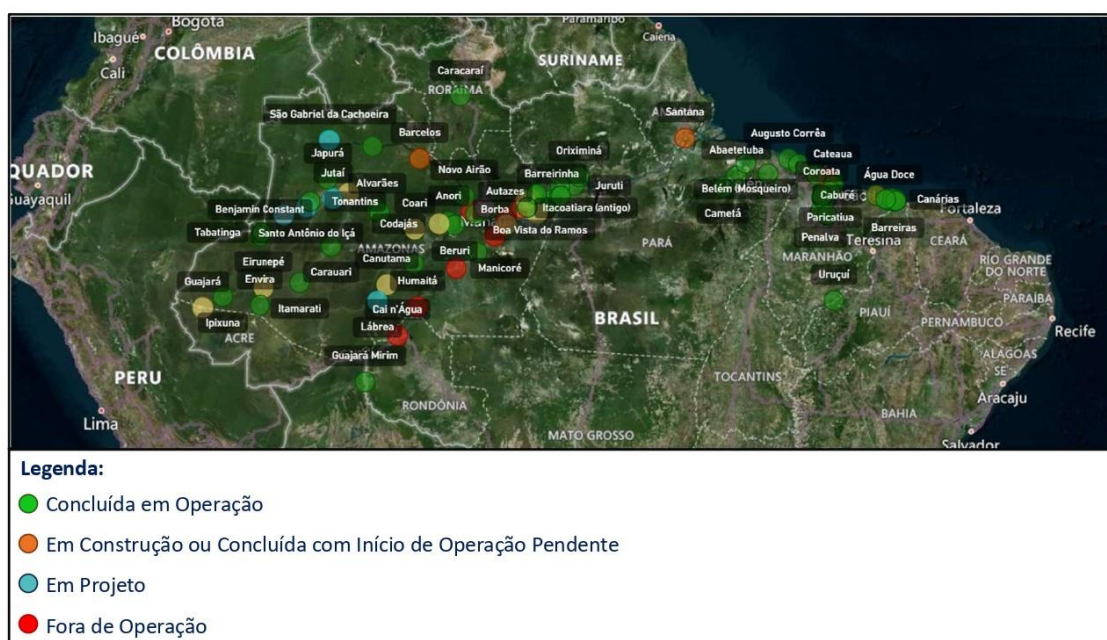 Bogota
Ibagué
COLÔMBIA
Cali
Paramaribo
Caiena
SURINAME
Caracaraí
RORAIMA
Santana
São Gabriel da Cachoeira
Barcelos
Augusto Corrêa
QUADOR
Japurá
Oriximiná
Abaetetuba
Cateaua
Guayaquil
Jutaí
Alvarães
Novo Airão
Barreirinha
Coroata
Água Doce
Tonantins
Coari
Anori
Autazes
Juruti
Belém (Mosqueiro)
Caburé
Canárias
Benjamin Constant
Borba
Itacoatiara (antigo)
Cametá
Paricatiua
Fortaleza
Tabatinga
Santo Antônio do Içá
Codajás
Boa Vista do Ramos
Penalva
Barreiras
AMAZONAS
PARÁ
Teresina
CEARÁ
Eirunepé
Canutama
Beruri
MARANHÃO
RIO GRANDE
DO NORTE
Guajará
Envira
Carauari
Humaitá
Manicoré
Uruçuí
PARAÍBA
Ipixuna
Itamarati
Cai n'Água
BRASIL
PIAUÍ
PERNAMBUCO
Recife
ACRE
Lábrea
PERU
Guajará Mirim
ALAGOAS
SE
TOCANTINS
Aracaju
Lima
RONDÔNIA
BAHIA
MATO GROSSO
Salvador
Legenda:
Concluída em Operação
Em Construção ou Concluída com Início de Operação Pendente
Em Projeto
Fora de Operação